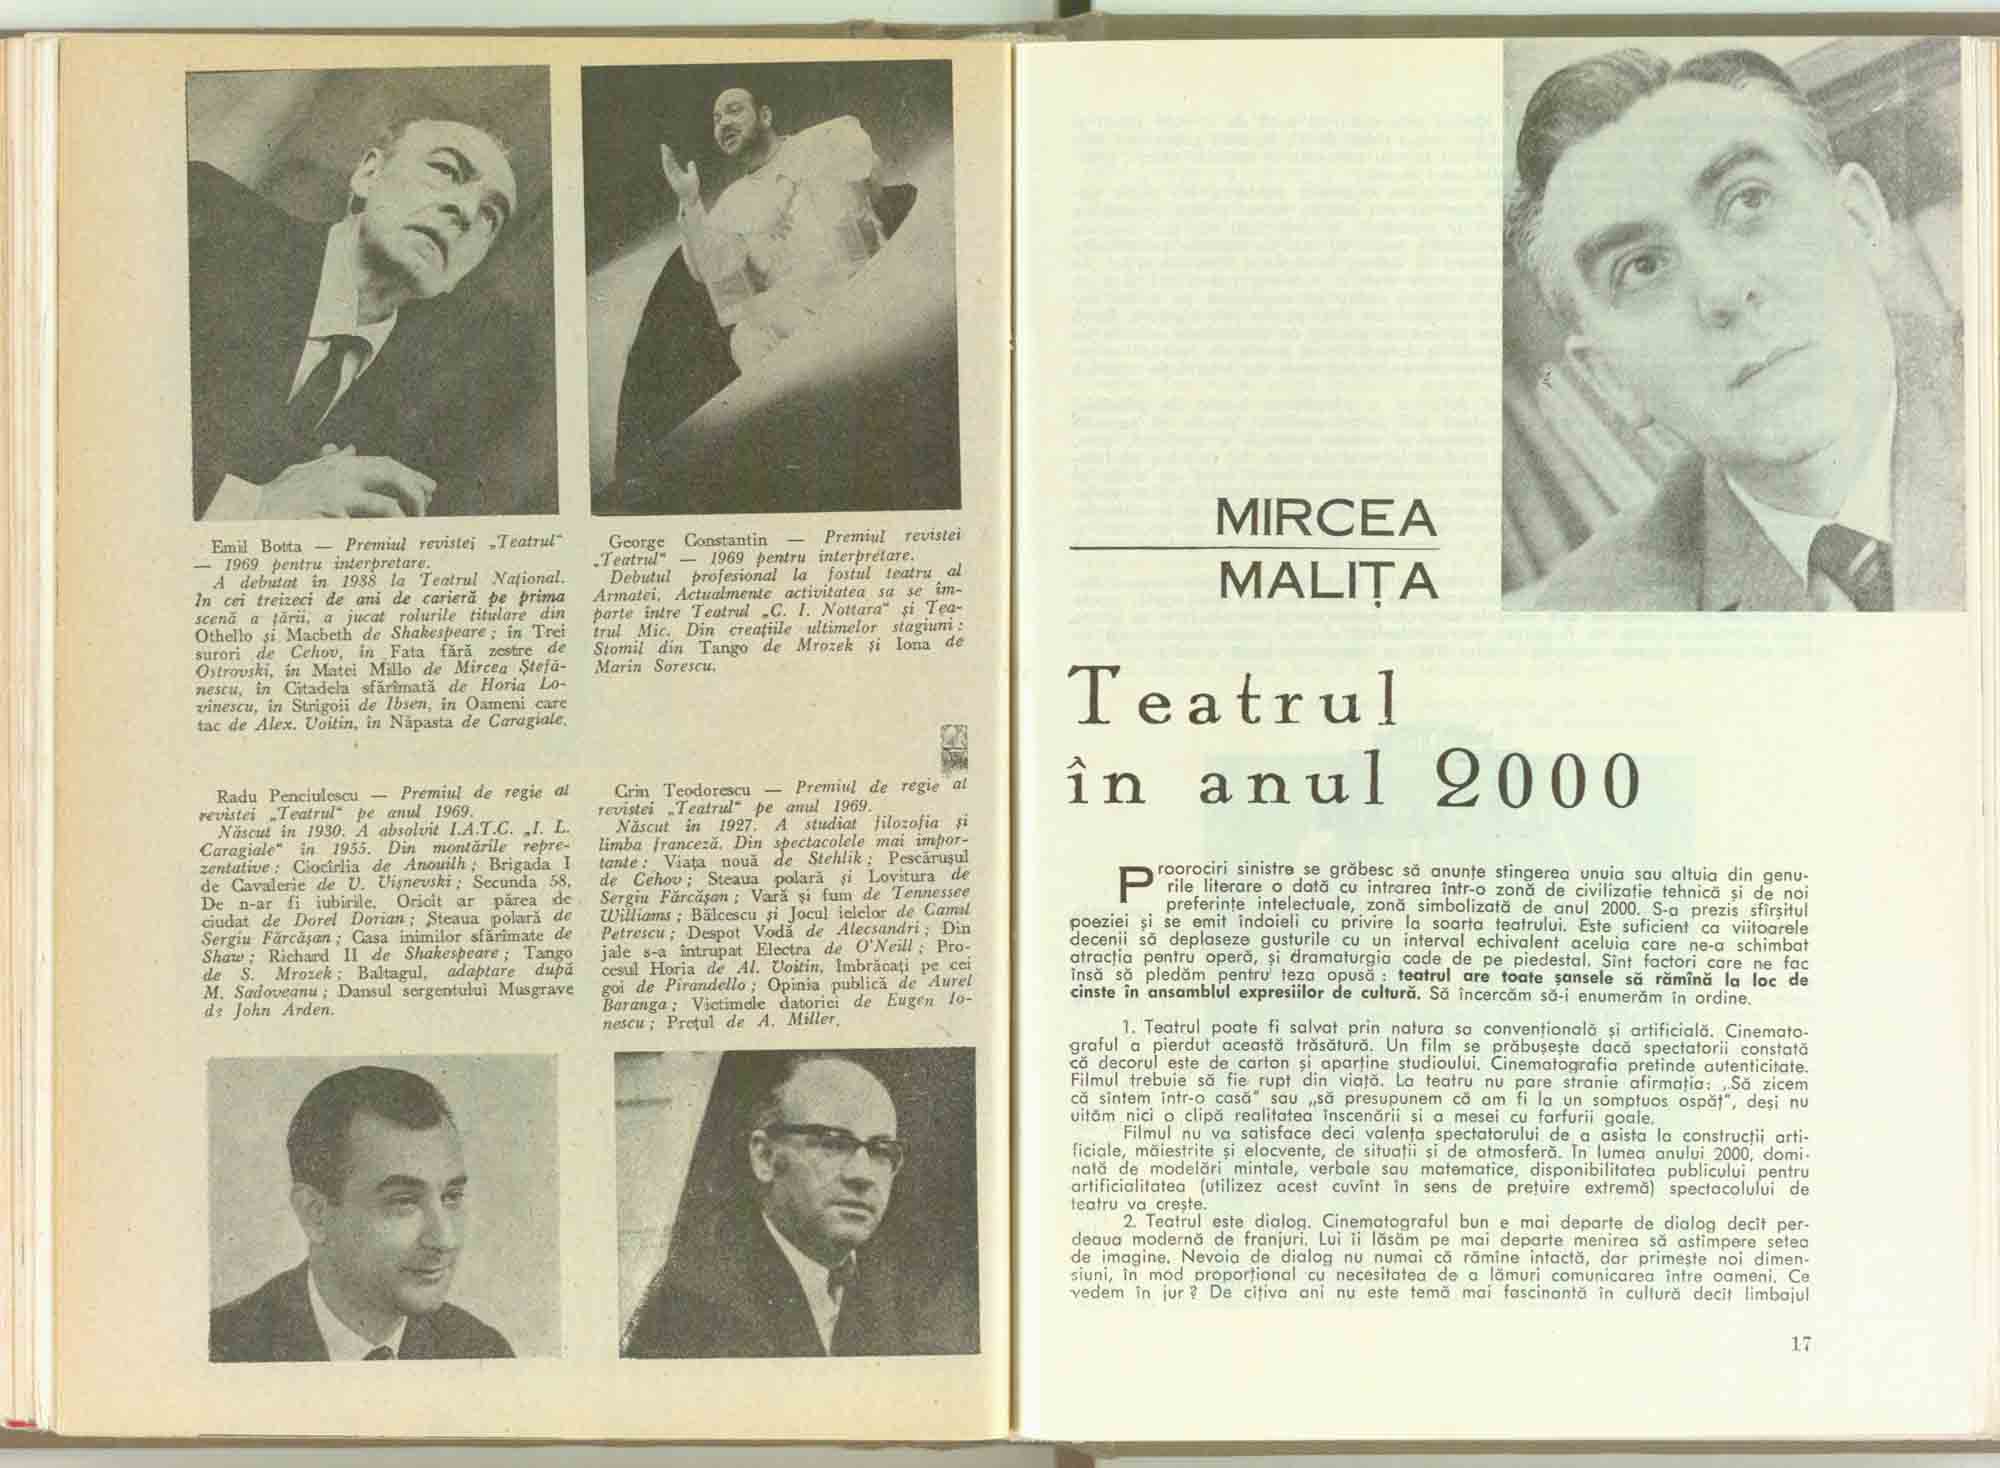 Emil Botta — Premiul revistei „Teatrul“
— 1969 pentru interpretare.
A debutat în 1938 la Teatrul Național.
În cei treizeci de ani de carieră pe prima
scenă a țării, a jucat rolurile titulare din
Othello și Macbeth de Shakespeare ; în Trei
surori de Cehov, în Fata fără zestre de
Ostrovski, în Matei Millo de Mircea Ștefă-
nescu, în Citadela sfărîmată de Horia Lo-
vinescu, în Strigoii de Ibsen, în Oameni care
tac de Alex. Voitin, în Năpasta de Caragiale.
George Constantin — Premiul revistei
„Teatrul“ — 1969 pentru interpretare.
Debutul profesional la fostul teatru al
Armatei. Actualmente activitatea sa se îm-
parte între Teatrul „C. I. Nottara“ și Tea-
trul Mic. Din creațiile ultimelor stagiuni :
Stomil din Tango de Mrozek și Iona de
Marin Sorescu.
Radu Penciulescu — Premiul de regie al
revistei „Teatrul“ pe anul 1969.
Născut în 1930. A absolvit I.A.T.C. „I. L.
Caragiale“ în 1955. Din montările repre-
zentative : Ciocîrlia de Anouilh ; Brigada I
de Cavalerie de V. Vișnevski ; Secunda 58,
De n-ar fi iubirile, Oricît ar părea de
ciudat de Dorel Dorian ; Steaua polară de
Sergiu Fărcășan ; Casa inimilor sfărîmate de
Shaw ; Richard II de Shakespeare ; Tango
de S. Mrozek ; Baltagul, adaptare după
M. Sadoveanu ; Dansul sergentului Musgrave
de John Arden.
Crin Teodorescu — Premiul de regie al
revistei „Teatrul“ pe anul 1969.
Născut în 1927. A studiat filozofia și
limba franceză. Din spectacolele mai impor-
tante : Viața nouă de Stehlik ; Pescărușul
de Cehov ; Steaua polară și Lovitura de
Sergiu Fărcășan ; Vară și fum de Tennessee
Williams ; Bălcescu și Jocul ielelor de Camil
Petrescu ; Despot Vodă de Alecsandri ; Din
jale s-a întrupat Electra de O'Neill ; Pro-
cesul Horia de Al. Voitin, Îmbrăcați pe cei
goi de Pirandello ; Opinia publică de Aurel
Baranga ; Victimele datoriei de Eugen Io-
nescu ; Prețul de A. Miller.
MIRCEA
MALIȚA
Teatrul
în anul 2000
Proorociri sinistre se grăbesc să anunțe stingerea unuia sau altuia din genu-
rile literare o dată cu intrarea într-o zonă de civilizație tehnică și de noi
preferințe intelectuale, zonă simbolizată de anul 2000. S-a prezis sfîrșitul
poeziei și se emit îndoieli cu privire la soarta teatrului. Este suficient ca viitoarele
decenii să deplaseze gusturile cu un interval echivalent aceluia care ne-a schimbat
atracția pentru operă, și dramaturgia cade de pe piedestal. Sînt factori care ne fac
însă să pledăm pentru teza opusă : teatrul are toate șansele să rămînă la loc de
cinste în ansamblul expresiilor de cultură. Să încercăm să-i enumerăm în ordine.
1. Teatrul poate fi salvat prin natura sa convențională și artificială. Cinemato-
graful a pierdut această trăsătură. Un film se prăbușește dacă spectatorii constată
că decorul este de carton și aparține studioului. Cinematografia pretinde autenticitate.
Filmul trebuie să fie rupt din viață. La teatru nu pare stranie afirmația: „Să zicem
că sîntem într-o casă“ sau „să presupunem că am fi la un somptuos ospăț“, deși nu
uităm nici o clipă realitatea înscenării și a mesei cu farfurii goale.
Filmul nu va satisface deci valența spectatorului de a asista la construcții arti-
ficiale, măiestrite și elocvente, de situații și de atmosferă. În lumea anului 2000, domi-
nată de modelări mintale, verbale sau matematice, disponibilitatea publicului pentru
artificialitatea (utilizez acest cuvînt în sens de prețuire extremă) spectacolului de
teatru va crește.
2. Teatrul este dialog. Cinematograful bun e mai departe de dialog decît per-
deaua modernă de franjuri. Lui îi lăsăm pe mai departe menirea să astîmpere setea
de imagine. Nevoia de dialog nu numai că rămîne intactă, dar primește noi dimen-
siuni, în mod proporțional cu necesitatea de a lămuri comunicarea între oameni. Ce
vedem în jur ? De cîțiva ani nu este temă mai fascinantă în cultură decît limbajul
17